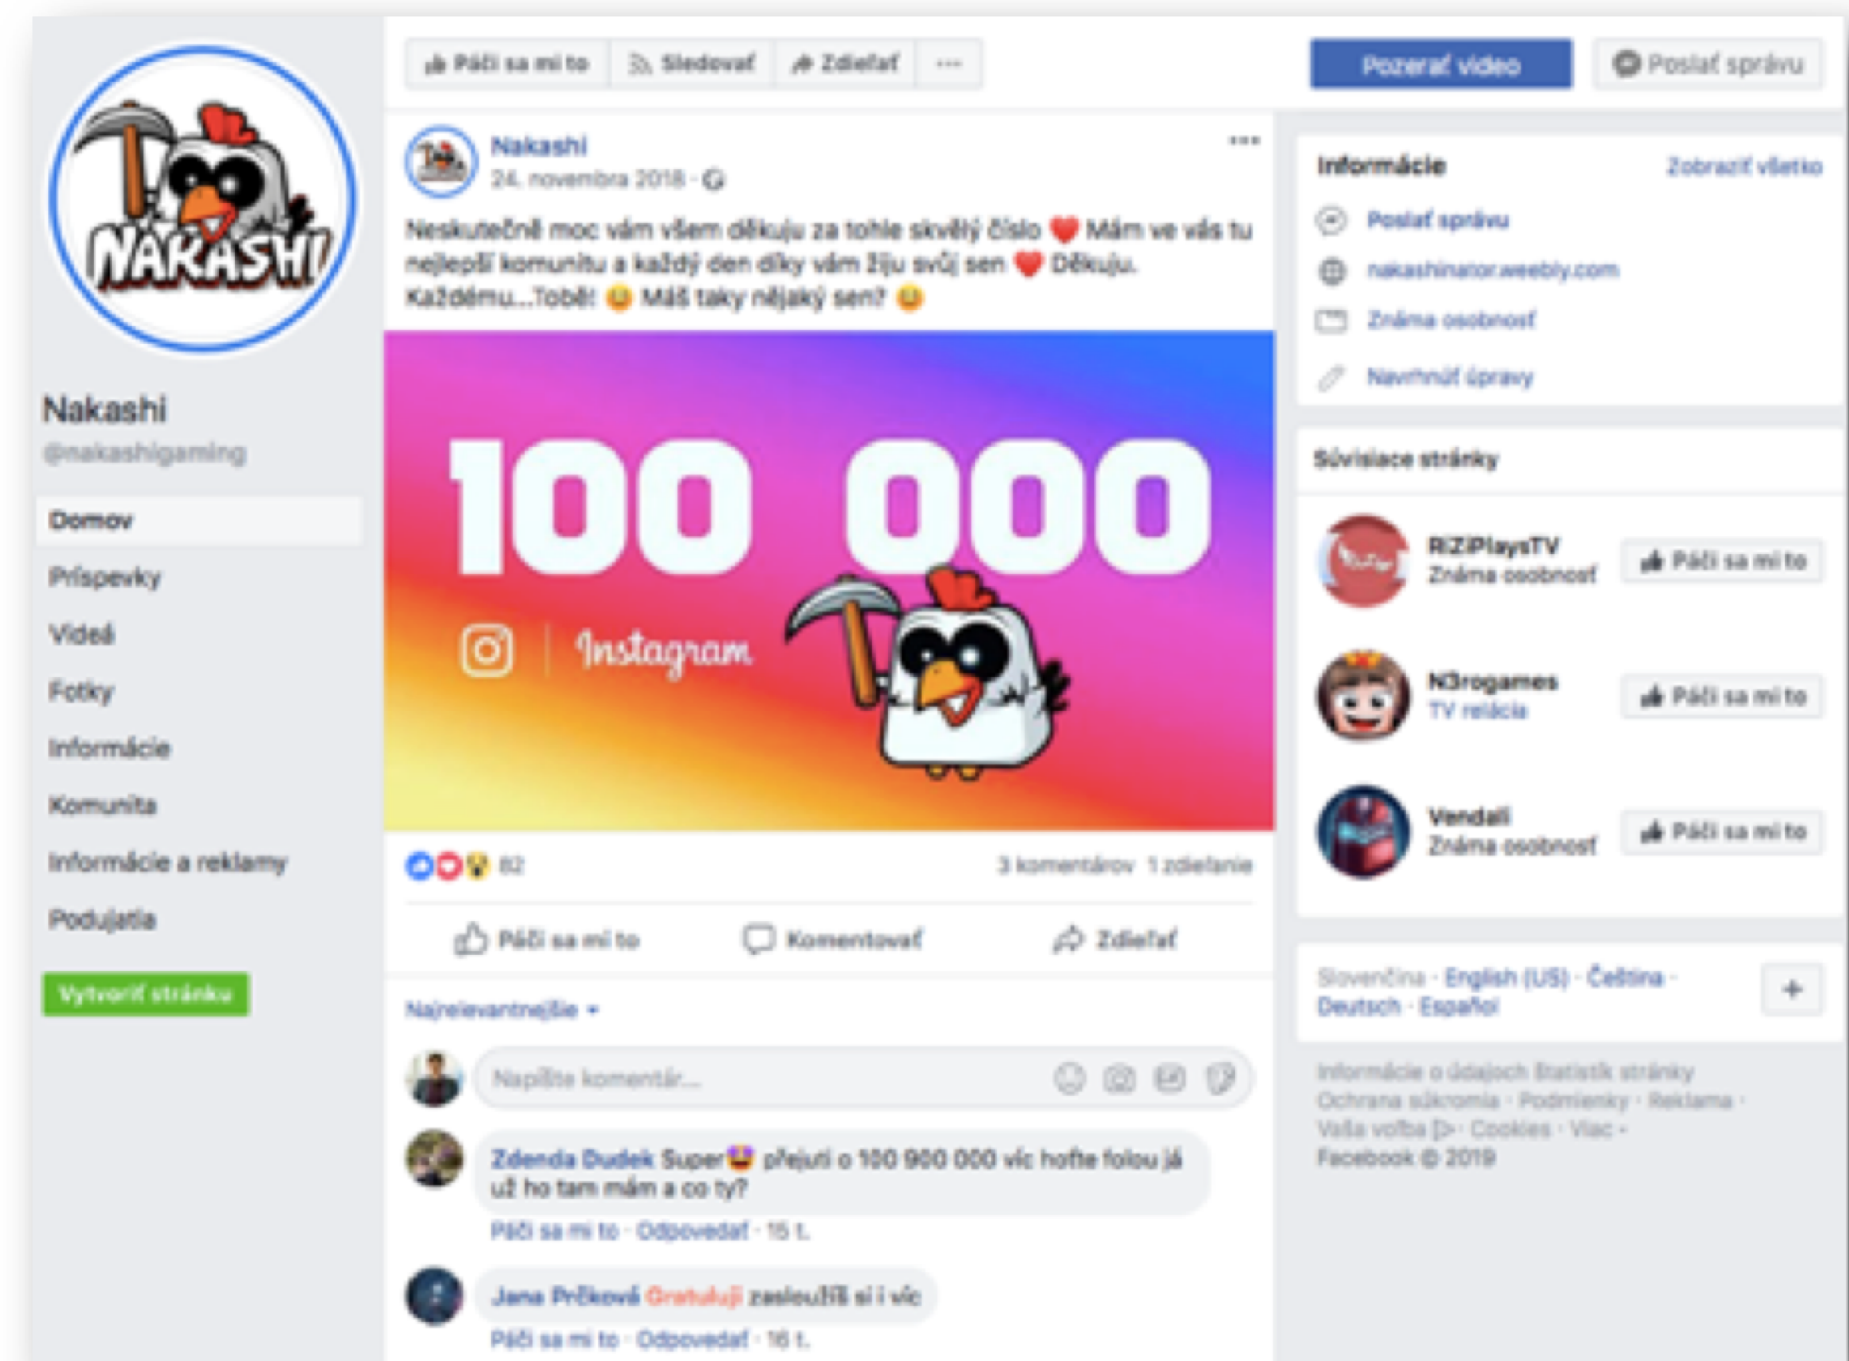 Páči sa mi to
Sledovať
Zdieľať
Pozerať video
Poslať správu
NAKASHI
Nakashi
@nakashigaming
Domov
Príspevky
Videá
Fotky
Informácie
Komunita
Informácie a reklamy
Podujatia
Vytvoriť stránku
Nakashi
24. novembra 2018 ·
Neskutečně moc vám všem děkuju za tohle skvělý číslo ❤️ Mám ve vás tu
nejlepší komunitu a každý den díky vám žiju svůj sen ❤️ Děkuju.
Každému...Tobě! Máš taky nějaký sen?
100 000
Instagram
82
3 komentárov 1 zdieľanie
Páči sa mi to
Komentovať
Zdieľať
Najrelevantnejšie
Napíšte komentár...
Zdenda Dudek Super přejuti o 100 900 000 víc hoťte folou já
už ho tam mám a co ty?
Páči sa mi to · Odpovedať · 15 t.
Jana Prčková Gratuluji zasloužíš si i víc
Páči sa mi to · Odpovedať · 16 t.
Informácie
Zobraziť všetko
Poslať správu
nakashinator.weebly.com
Známa osobnosť
Navrhnúť úpravy
Súvisiace stránky
RiZiPlaysTV
Známa osobnosť
Páči sa mi to
N3rogames
TV relácia
Páči sa mi to
Vendali
Známa osobnosť
Páči sa mi to
Slovenčina · English (US) · Čeština ·
Deutsch · Español
Informácie o údajoch štatistík stránky
Ochrana súkromia · Podmienky · Reklama ·
Vaša voľba · Cookies · Viac
Facebook © 2019